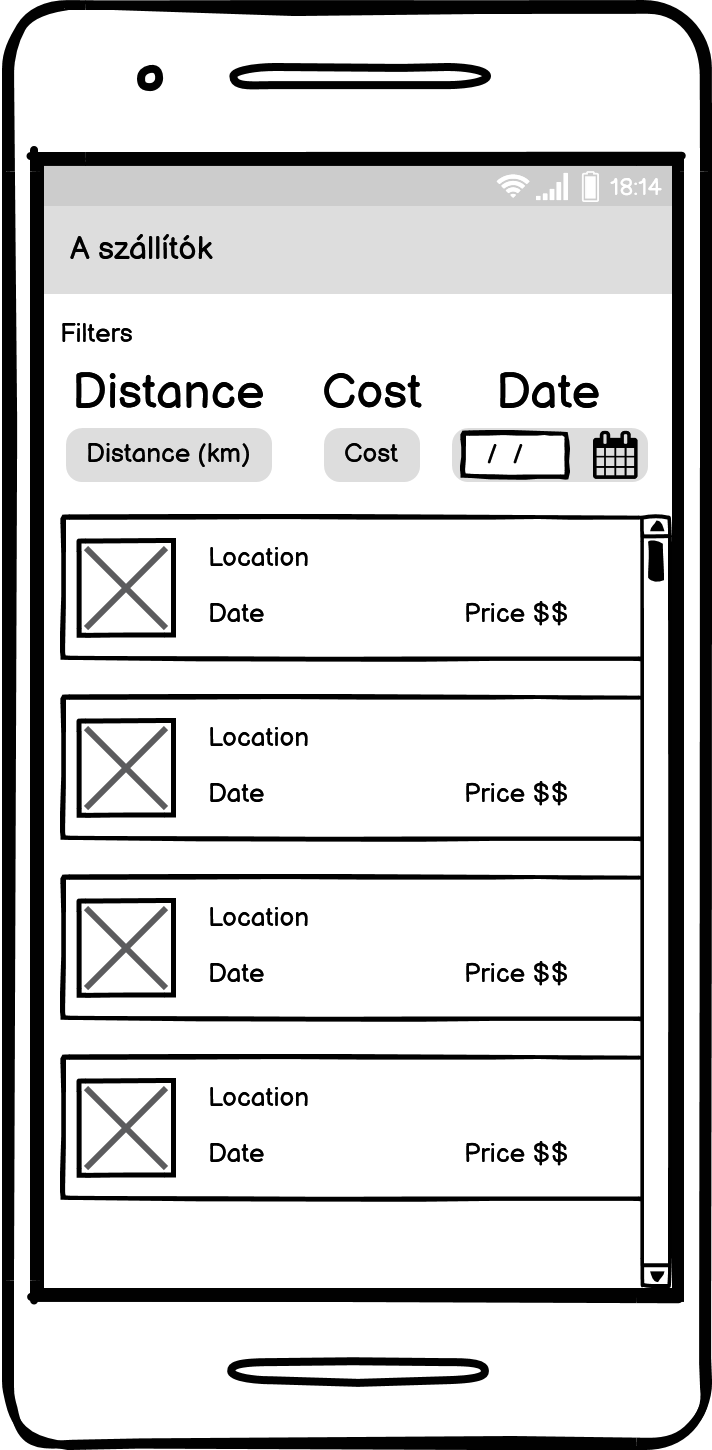 18:14
A szállítók
Filters
Distance Cost Date
Distance (km) Cost / /
Location
Date Price $$
Location
Date Price $$
Location
Date Price $$
Location
Date Price $$